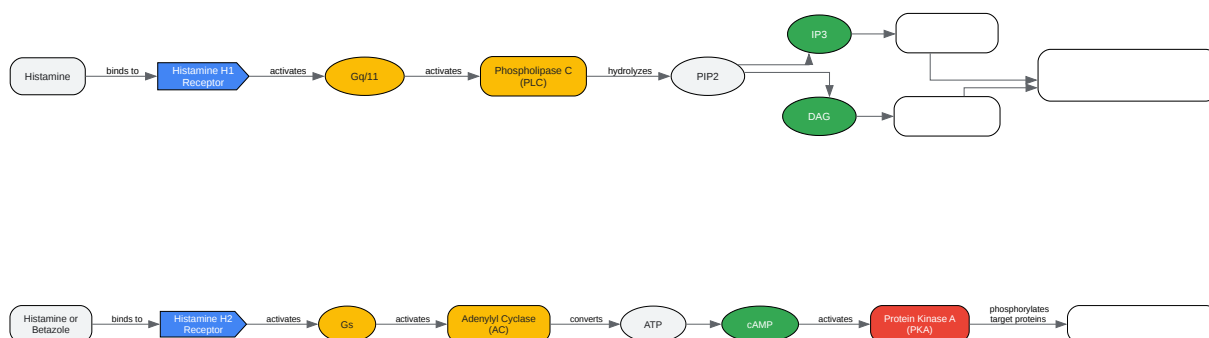 Histamine
binds to
Histamine H1
Receptor
activates
Gq/11
activates
Phospholipase C
(PLC)
hydrolyzes
PIP2
IP3
DAG
Histamine or
Betazole
binds to
Histamine H2
Receptor
activates
Gs
activates
Adenylyl Cyclase
(AC)
converts
ATP
cAMP
activates
Protein Kinase A
(PKA)
phosphorylates
target proteins